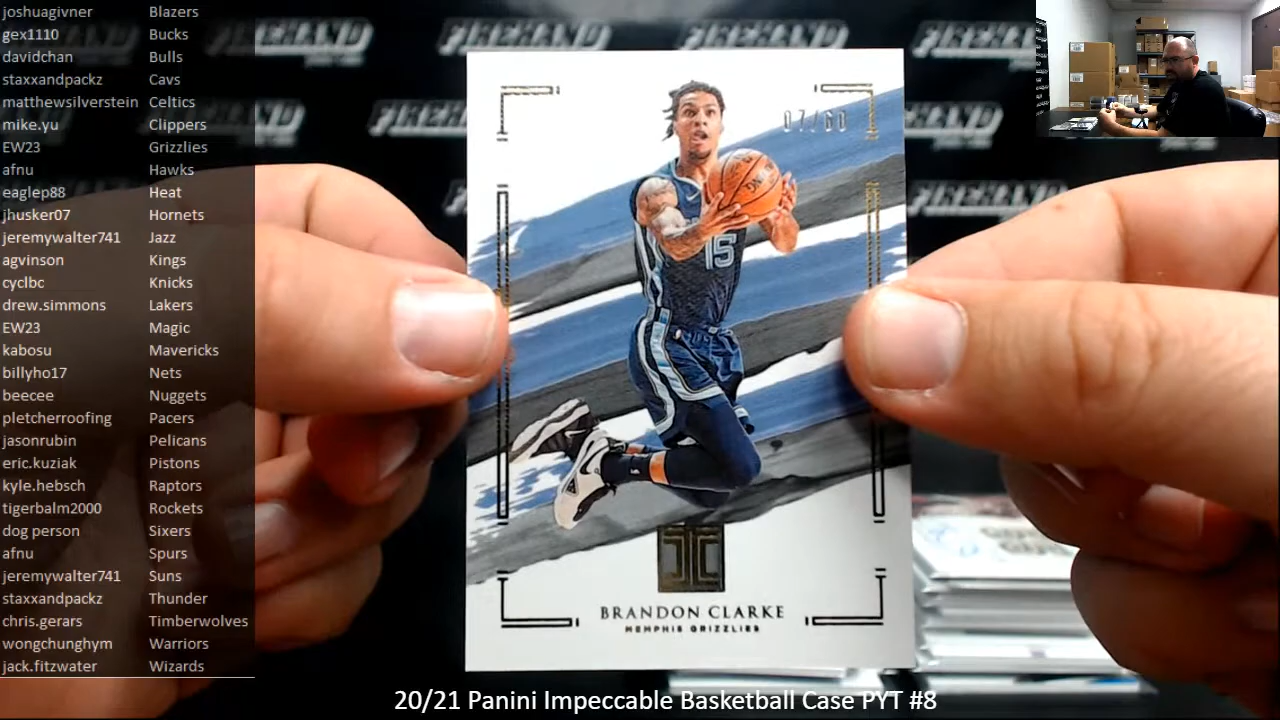 joshuagivner Blazers
gex1110 Bucks
davidchan Bulls
staxxandpackz Cavs
matthewsilverstein Celtics
mike.yu Clippers
EW23 Grizzlies
afnu Hawks
eaglep88 Heat
jhusker07 Hornets
jeremywalter741 Jazz
agvinson Kings
cyclbc Knicks
drew.simmons Lakers
EW23 Magic
kabosu Mavericks
billyho17 Nets
beecee Nuggets
pletcherroofing Pacers
jasonrubin Pelicans
eric.kuziak Pistons
kyle.hebsch Raptors
tigerbalm2000 Rockets
dog person Sixers
afnu Spurs
jeremywalter741 Suns
staxxandpackz Thunder
chris.gerars Timberwolves
wongchunghym Warriors
jack.fitzwater Wizards
FIREHAND FIREHAND FIREHAND FIREHAND
07/60
15
BRANDON CLARKE
MEMPHIS GRIZZLIES
20/21 Panini Impeccable Basketball Case PYT #8